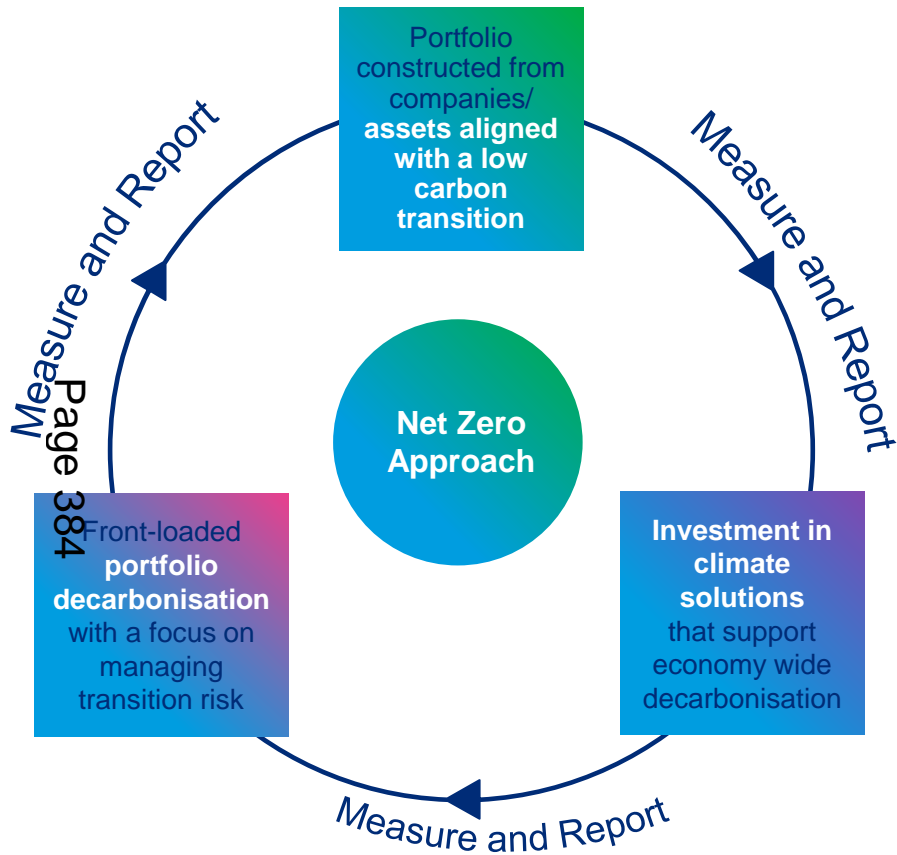 Portfolio
constructed from
companies/
assets aligned
with a low
carbon
transition
Measure and Report
Measure and Report
Net Zero
Approach
Page 384
Front-loaded
portfolio
decarbonisation
with a focus on
managing
transition risk
Investment in
climate
solutions
that support
economy wide
decarbonisation
Measure and Report